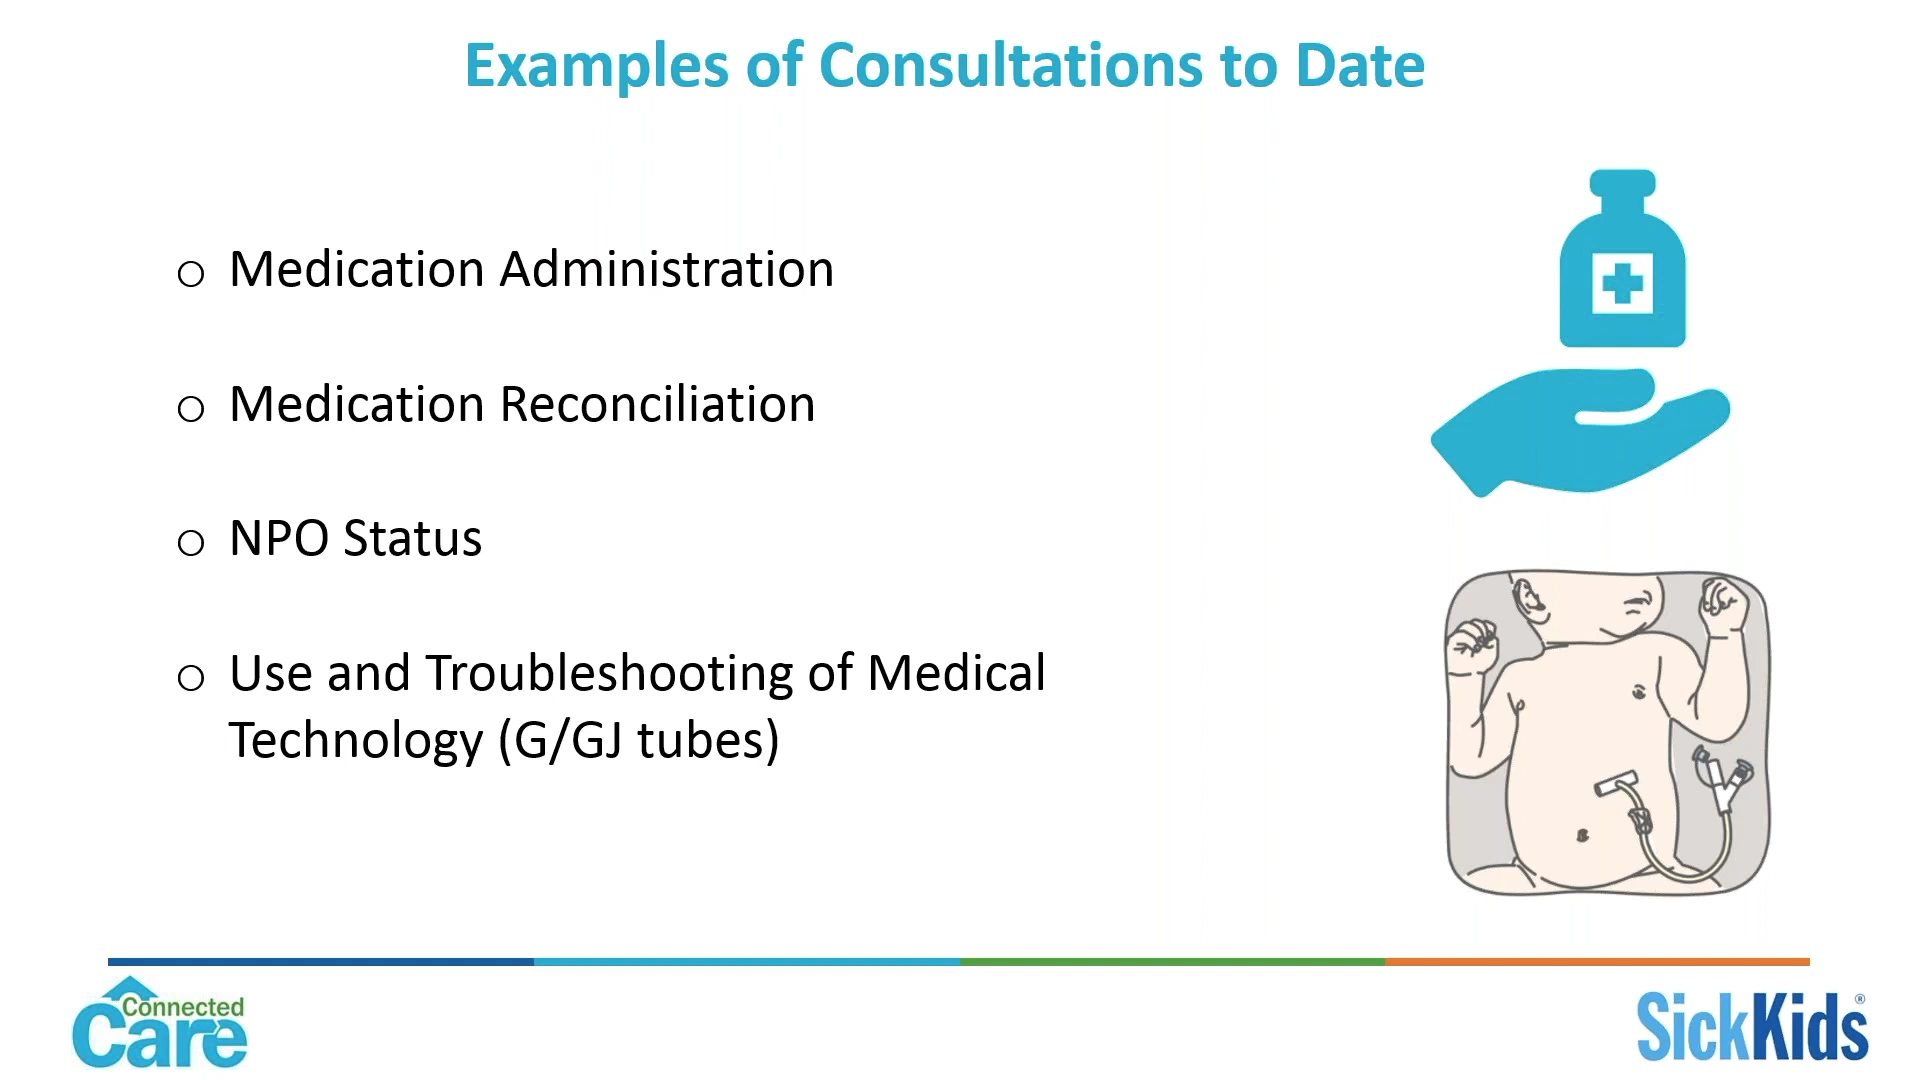 Examples of Consultations to Date
o Medication Administration
o Medication Reconciliation
o NPO Status
o Use and Troubleshooting of Medical
Technology (G/GJ tubes)
Connected
Care
SickKids®